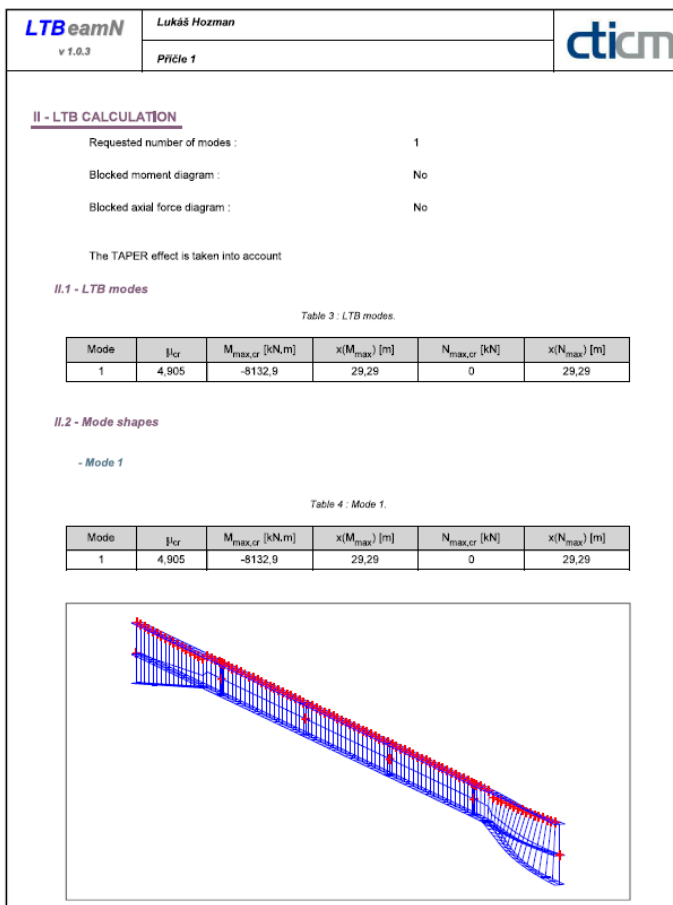 LTBeamN
v 1.0.3
Lukáš Hozman
Příčle 1
cticm
II - LTB CALCULATION
Requested number of modes : 1
Blocked moment diagram : No
Blocked axial force diagram : No
The TAPER effect is taken into account
II.1 - LTB modes
Table 3 : LTB modes.
Mode μcr Mmax,cr [kN.m] x(Mmax) [m] Nmax,cr [kN] x(Nmax) [m]
1 4,905 -8132,9 29,29 0 29,29
II.2 - Mode shapes
- Mode 1
Table 4 : Mode 1.
Mode μcr Mmax,cr [kN.m] x(Mmax) [m] Nmax,cr [kN] x(Nmax) [m]
1 4,905 -8132,9 29,29 0 29,29